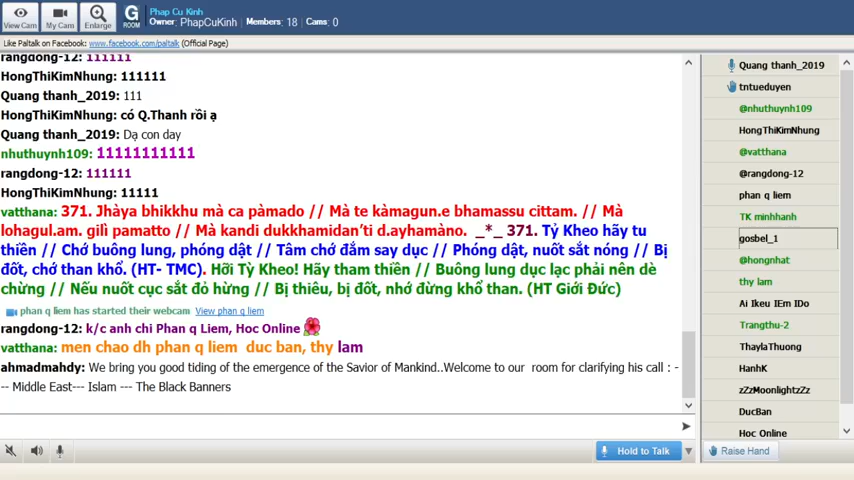 Phap Cu Kinh
Owner: PhapCuKinh   Members: 18   Cams: 0
View Cam
My Cam
Enlarge
G
ROOM
Like Paltalk on Facebook: www.facebook.com/paltalk (Official Page)
rangdong-12: 111111
HongThiKimNhung: 111111
Quang thanh_2019: 111
HongThiKimNhung: có Q.Thanh rồi ạ
Quang thanh_2019: Dạ con day
nhuthuynh109: 11111111111
rangdong-12: 111111
HongThiKimNhung: 11111
vatthana: 371. Jhàya bhikkhu mà ca pàmado // Mà te kàmagun.e bhamassu cittam. // Mà
lohagul.am. gilì pamatto // Mà kandi dukkhamidan'ti d.ayhamàno. _*_ 371. Tỷ Kheo hãy tu
thiền // Chớ buông lung, phóng dật // Tâm chớ đắm say dục // Phóng dật, nuốt sắt nóng // Bị
đốt, chớ than khổ. (HT- TMC). Hỡi Tỳ Kheo! Hãy tham thiền // Buông lung dục lạc phải nên dè
chừng // Nếu nuốt cục sắt đỏ hừng // Bị thiêu, bị đốt, nhớ đừng khổ than. (HT Giới Đức)
phan q liem has started their webcam   View phan q liem
rangdong-12: k/c anh chi Phan q Liem, Hoc Online
vatthana: men chao dh phan q liem  duc ban, thy lam
ahmadmahdy: We bring you good tiding of the emergence of the Savior of Mankind..Welcome to our  room for clarifying his call : -
-- Middle East--- Islam --- The Black Banners
Hold to Talk
Raise Hand
Quang thanh_2019
tntueduyen
@nhuthuynh109
HongThiKimNhung
@vatthana
@rangdong-12
phan q liem
TK minhhanh
gosbel_1
@hongnhat
thy lam
Ai Ikeu IEm IDo
Trangthu-2
ThaylaThuong
HanhK
zZzMoonlightzZz
DucBan
Hoc Online